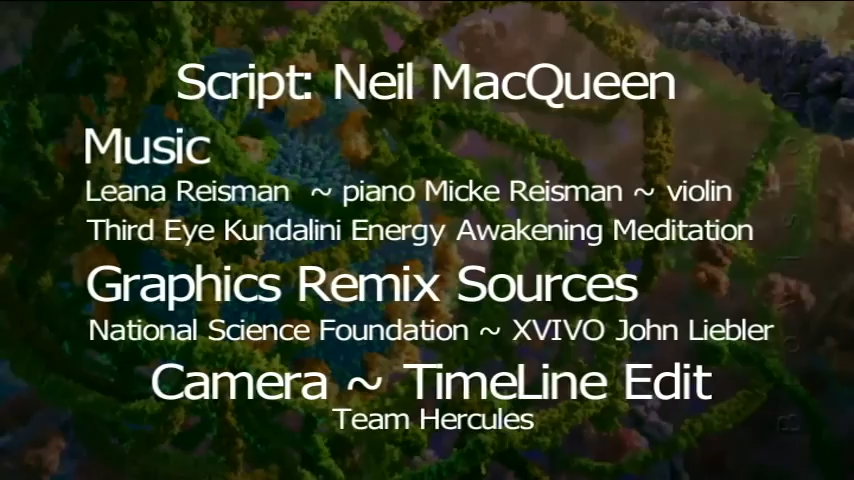 Script: Neil MacQueen
Music
Leana Reisman ~ piano Micke Reisman ~ violin
Third Eye Kundalini Energy Awakening Meditation
Graphics Remix Sources
National Science Foundation ~ XVIVO John Liebler
Camera ~ TimeLine Edit
Team Hercules